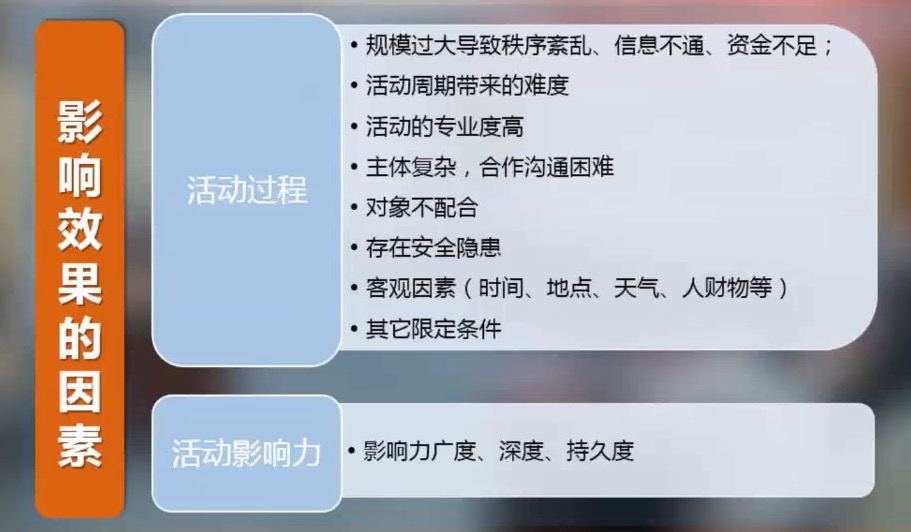 影响效果的因素
活动过程
• 规模过大导致秩序紊乱、信息不通、资金不足；
• 活动周期带来的难度
• 活动的专业度高
• 主体复杂，合作沟通困难
• 对象不配合
• 存在安全隐患
• 客观因素（时间、地点、天气、人财物等）
• 其它限定条件
活动影响力
• 影响力广度、深度、持久度